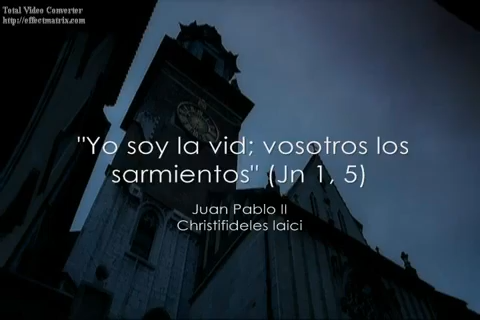 Total Video Converter
http://effectmatrix.com
"Yo soy la vid; vosotros los
sarmientos" (Jn 1, 5)
Juan Pablo II
Christifideles laici